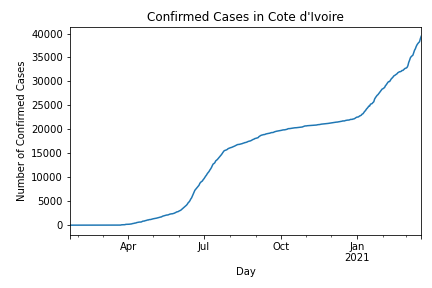 Confirmed Cases in Cote d'Ivoire
Number of Confirmed Cases
40000
35000
30000
25000
20000
15000
10000
5000
0
Apr
Jul
Oct
Jan
2021
Day